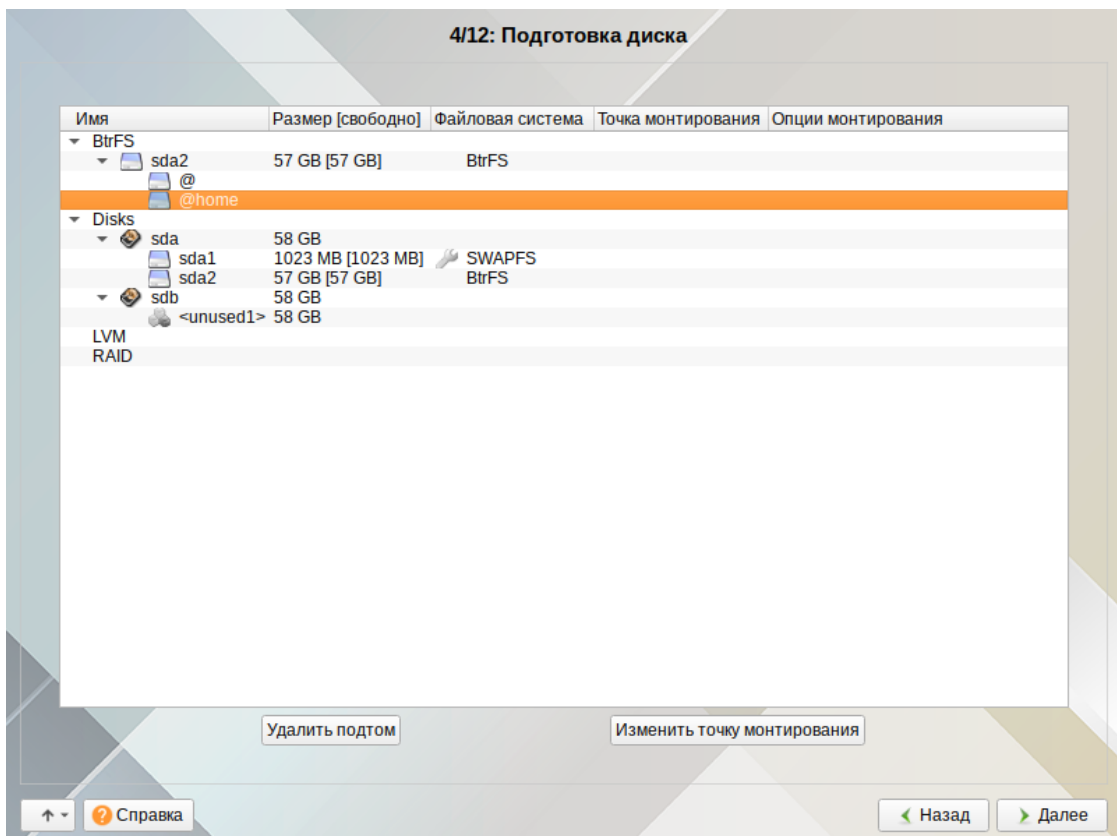 4/12: Подготовка диска
Имя Размер [свободно] Файловая система Точка монтирования Опции монтирования
BtrFS
sda2 57 GB [57 GB] BtrFS
@
@home
Disks
sda 58 GB
sda1 1023 MB [1023 MB] SWAPFS
sda2 57 GB [57 GB] BtrFS
sdb 58 GB
<unused1> 58 GB
LVM
RAID
Удалить подтом Изменить точку монтирования
Справка Назад Далее